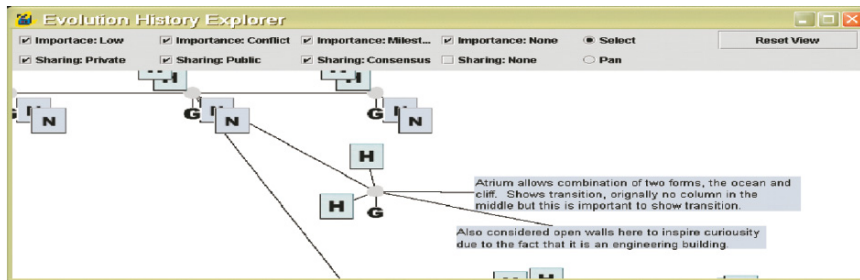 Evolution History Explorer
Importace: Low Importance: Conflict Importance: Milest... Importance: None Select Reset View
Sharing: Private Sharing: Public Sharing: Consensus Sharing: None Pan
H H
G N G N G N
H
Atrium allows combination of two forms, the ocean and
cliff. Shows transition, orignally no column in the
middle but this is important to show transition.
H
G
Also considered open walls here to inspire curiousity
due to the fact that it is an engineering building.
H